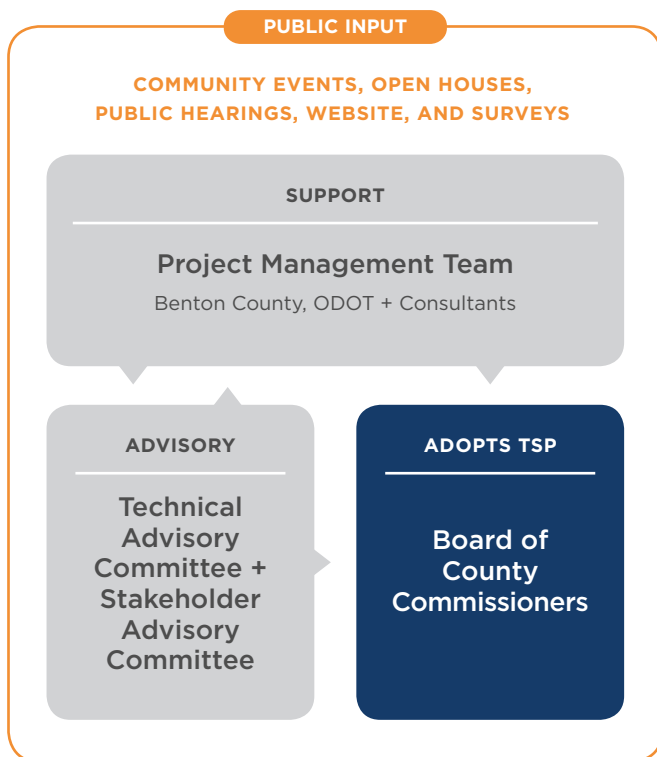 PUBLIC INPUT
COMMUNITY EVENTS, OPEN HOUSES,
PUBLIC HEARINGS, WEBSITE, AND SURVEYS
SUPPORT
Project Management Team
Benton County, ODOT + Consultants
ADVISORY
Technical
Advisory
Committee +
Stakeholder
Advisory
Committee
ADOPTS TSP
Board of
County
Commissioners